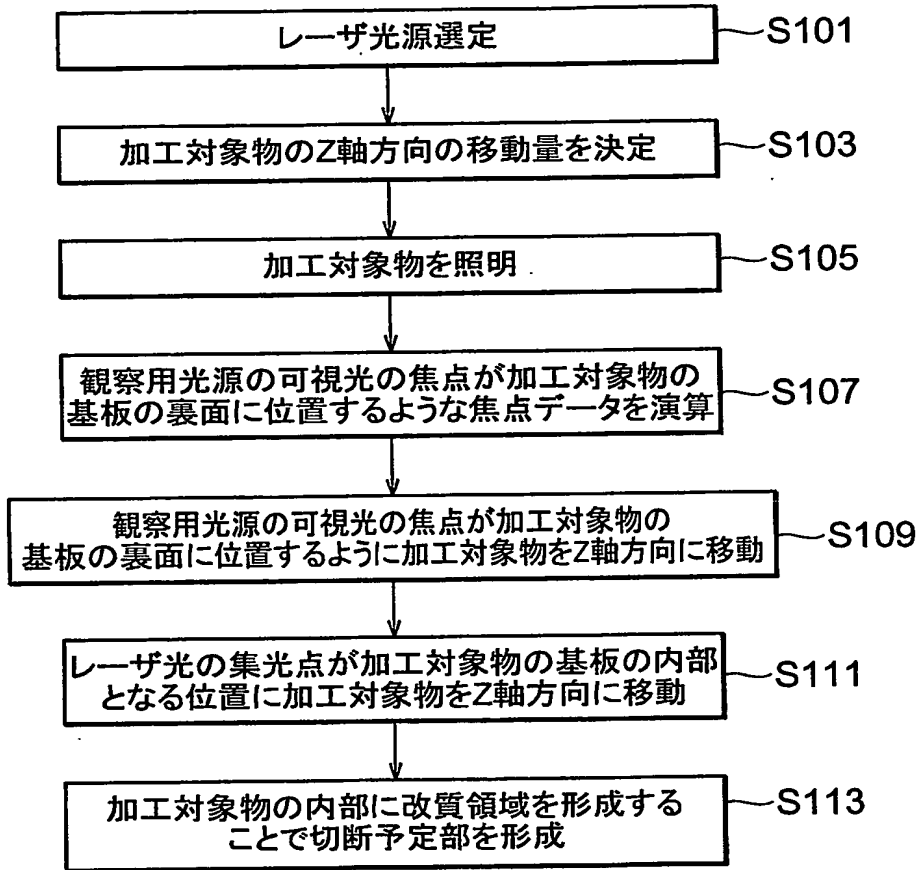 レーザ光源選定
S101
加工対象物のZ軸方向の移動量を決定
S103
加工対象物を照明
S105
観察用光源の可視光の焦点が加工対象物の
基板の裏面に位置するような焦点データを演算
S107
観察用光源の可視光の焦点が加工対象物の
基板の裏面に位置するように加工対象物をZ軸方向に移動
S109
レーザ光の集光点が加工対象物の基板の内部
となる位置に加工対象物をZ軸方向に移動
S111
加工対象物の内部に改質領域を形成する
ことで切断予定部を形成
S113